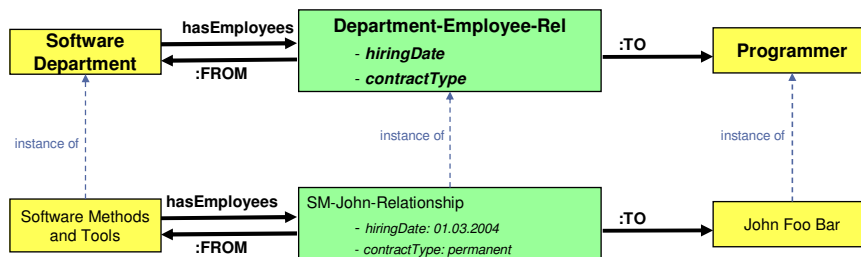 hasEmployees
Department-Employee-Rel
Software
Department
- hiringDate
- contractType
:FROM
:TO
Programmer
instance of
instance of
instance of
hasEmployees
SM-John-Relationship
Software Methods
and Tools
- hiringDate: 01.03.2004
- contractType: permanent
:FROM
:TO
John Foo Bar